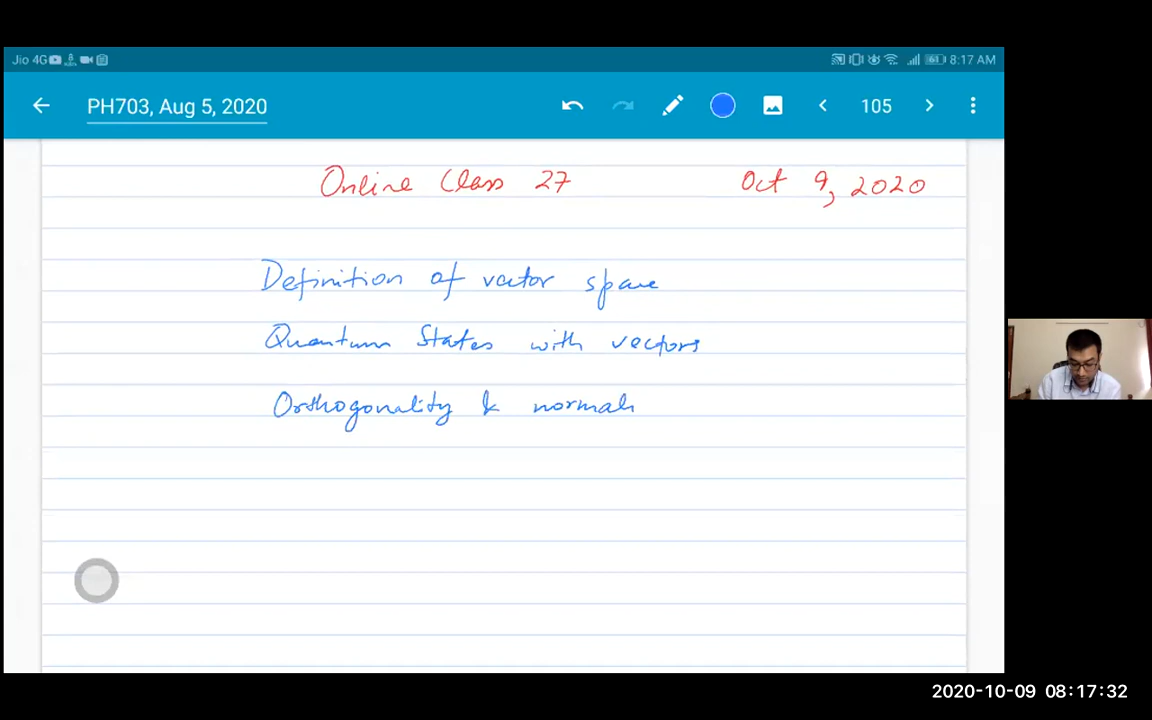 Jio 4G 8:17 AM
PH703, Aug 5, 2020 105
Online Class 27 Oct 9, 2020
Definition of vector space
Quantum States with vectors
Orthogonality & normali
2020-10-09 08:17:32